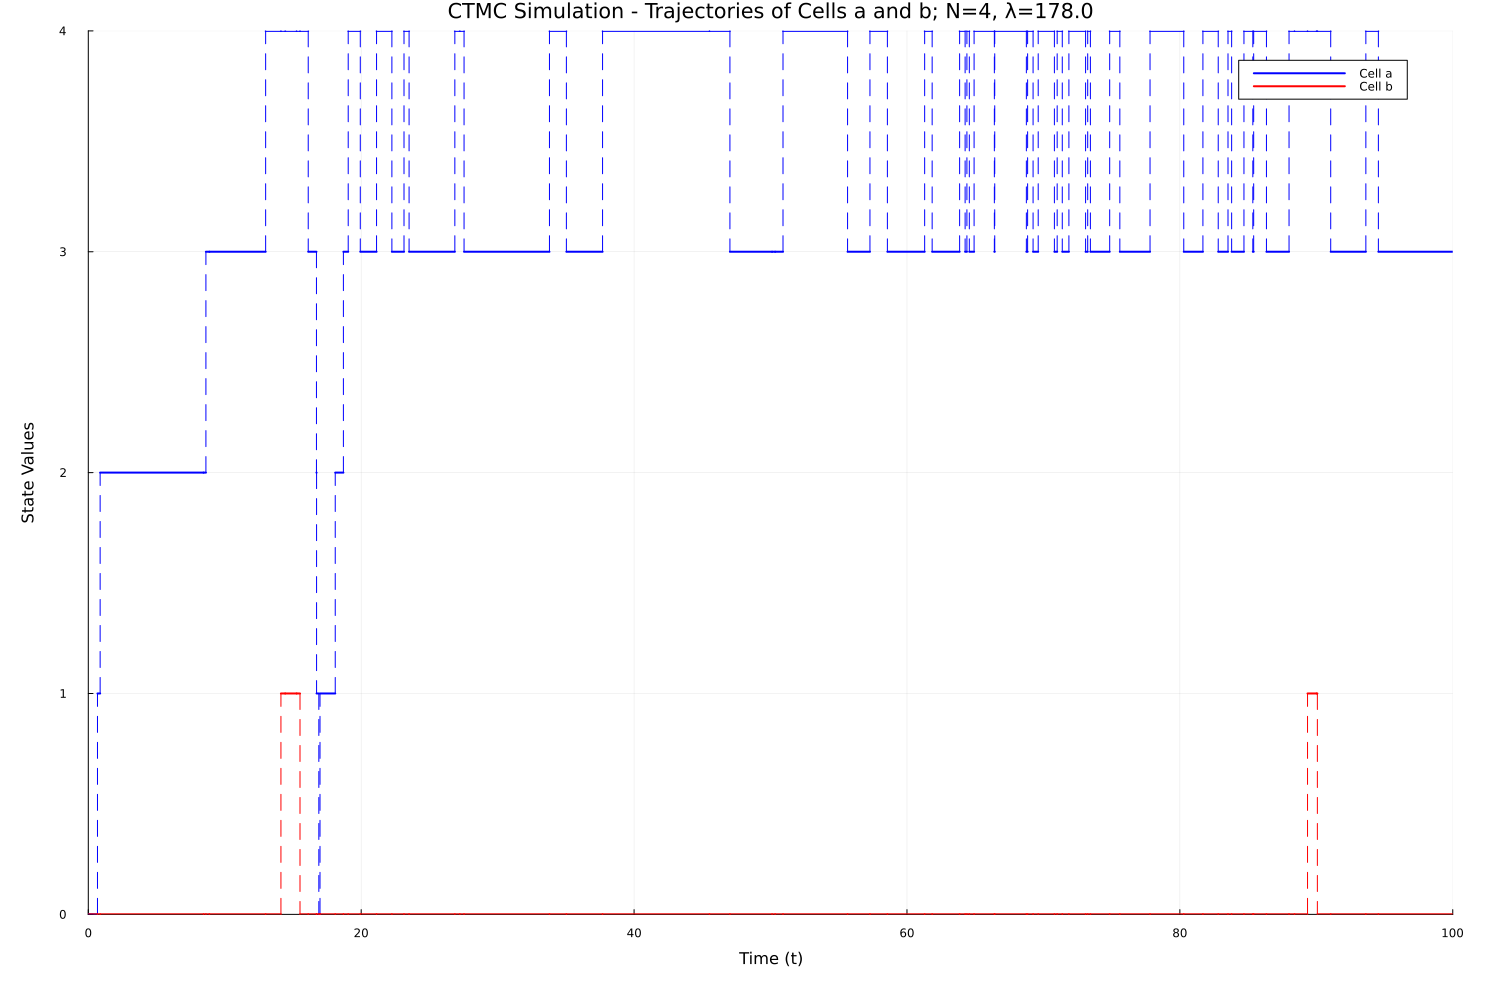 CTMC Simulation - Trajectories of Cells a and b; N=4, λ=178.0
4
Cell a
Cell b
3
State Values
2
1
0
0 20 40 60 80 100
Time (t)